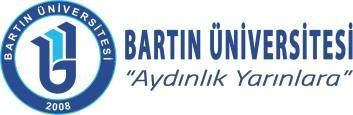 BARTIN ÜNİVERSİTESİ
2008
BARTIN ÜNİVERSİTESİ
"Aydınlık Yarınlara"